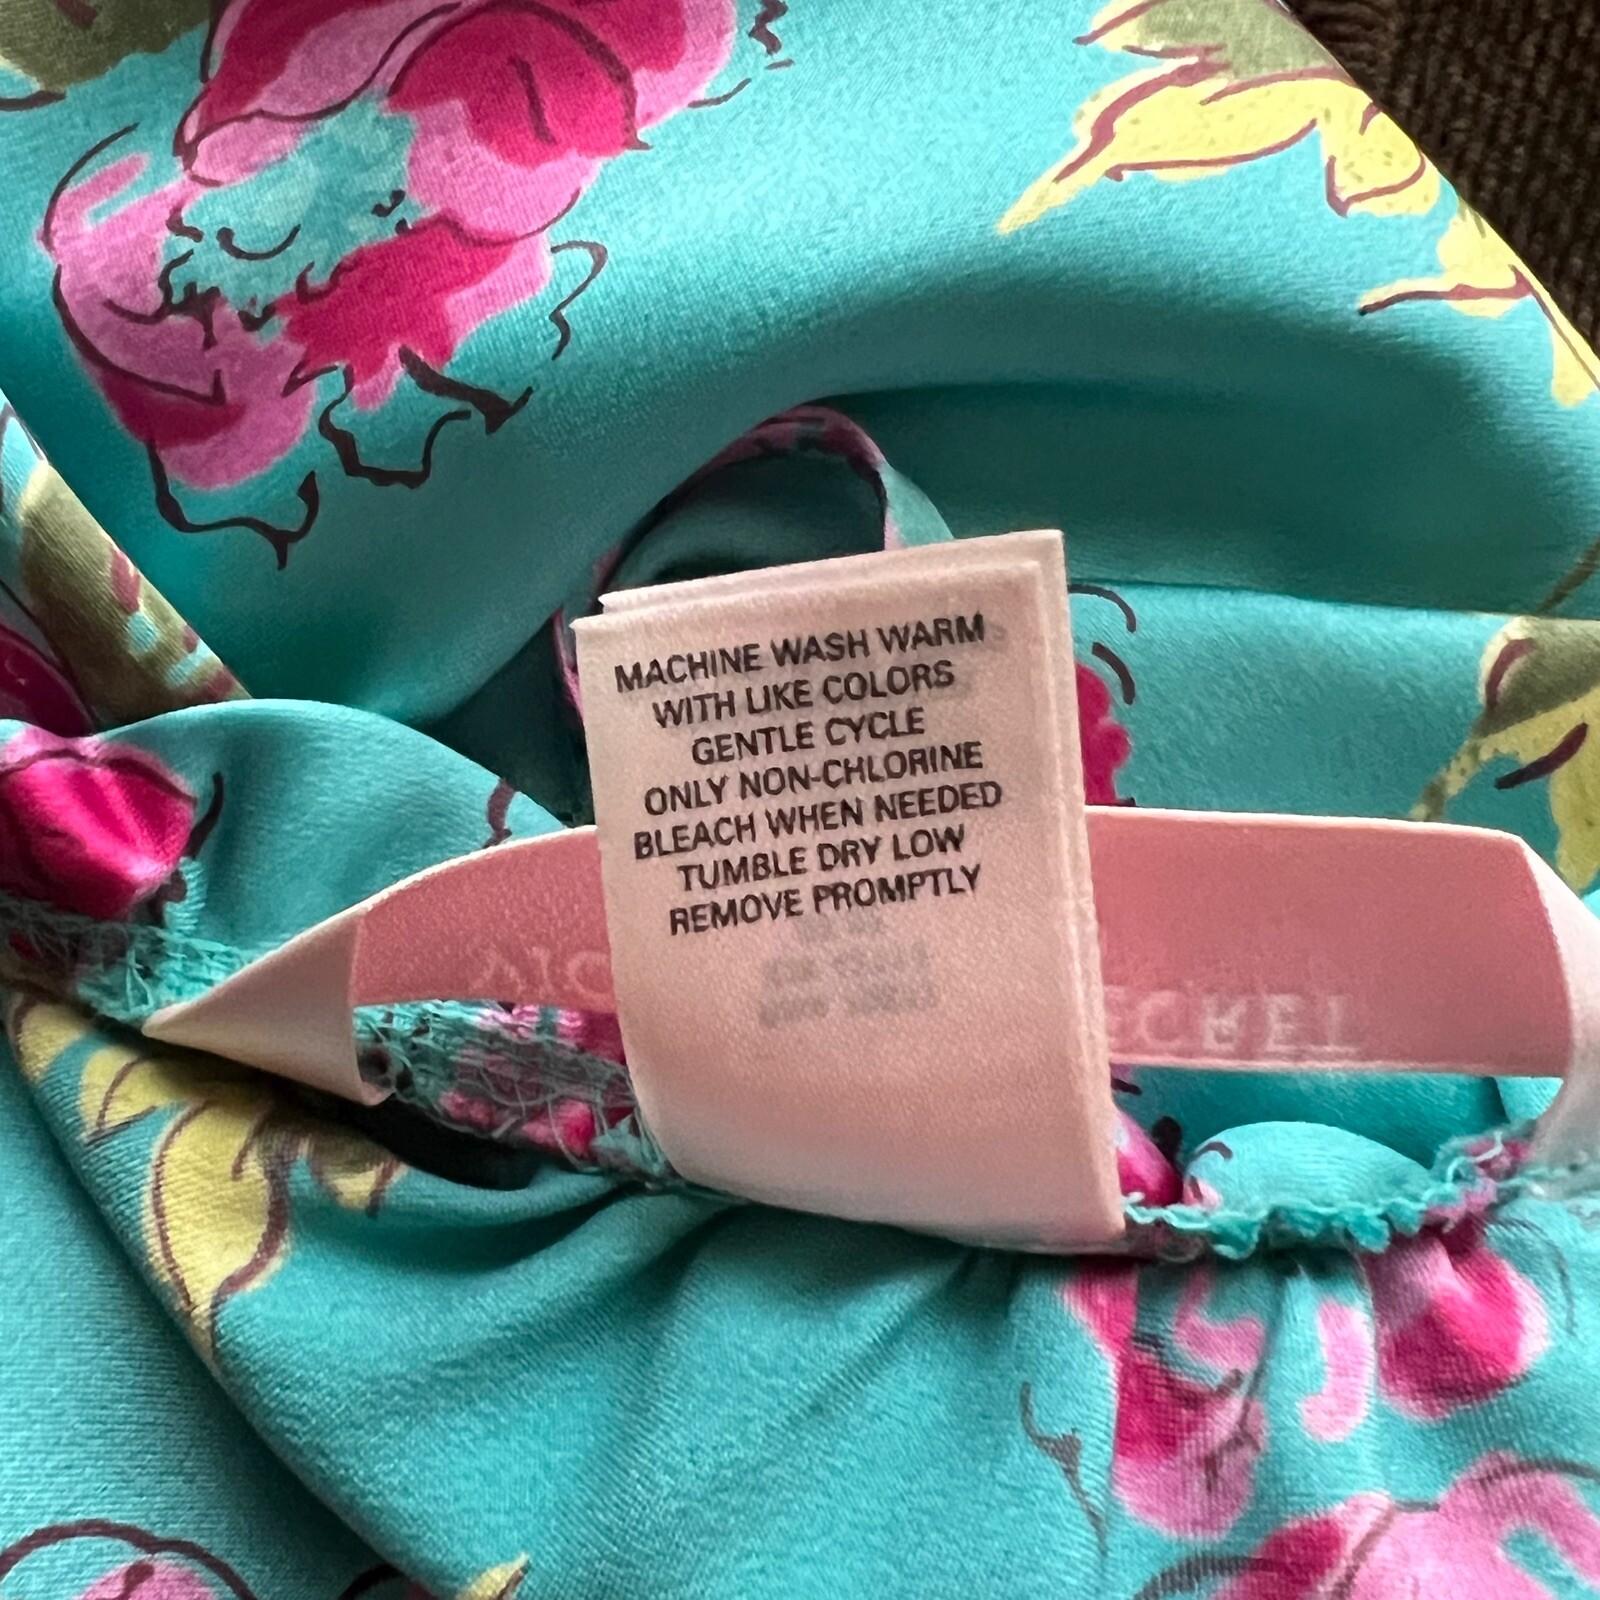 MACHINE WASH WARM
WITH LIKE COLORS
GENTLE CYCLE
ONLY NON-CHLORINE
BLEACH WHEN NEEDED
TUMBLE DRY LOW
REMOVE PROMPTLY